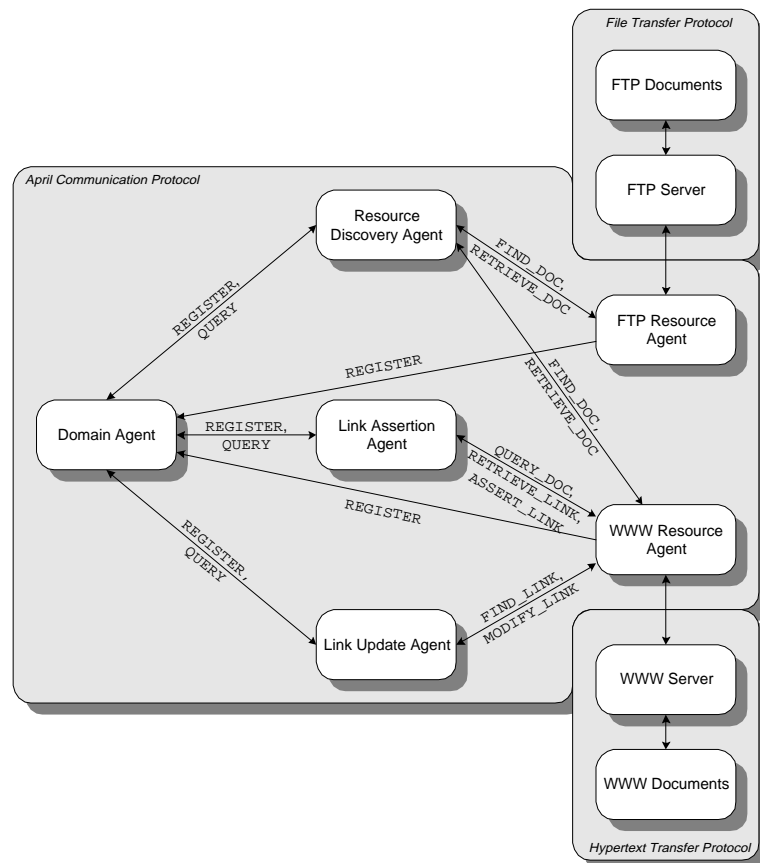 File Transfer Protocol
FTP Documents
April Communication Protocol
FTP Server
Resource
Discovery Agent
FIND_DOC,
RETRIEVE_DOC
REGISTER,
QUERY
FTP Resource
Agent
REGISTER
FIND_DOC,
RETRIEVE_DOC
Domain Agent
REGISTER,
QUERY
Link Assertion
Agent
QUERY_DOC,
RETRIEVE_LINK,
ASSERT_LINK
REGISTER
WWW Resource
Agent
REGISTER,
QUERY
FIND_LINK,
MODIFY_LINK
Link Update Agent
WWW Server
WWW Documents
Hypertext Transfer Protocol